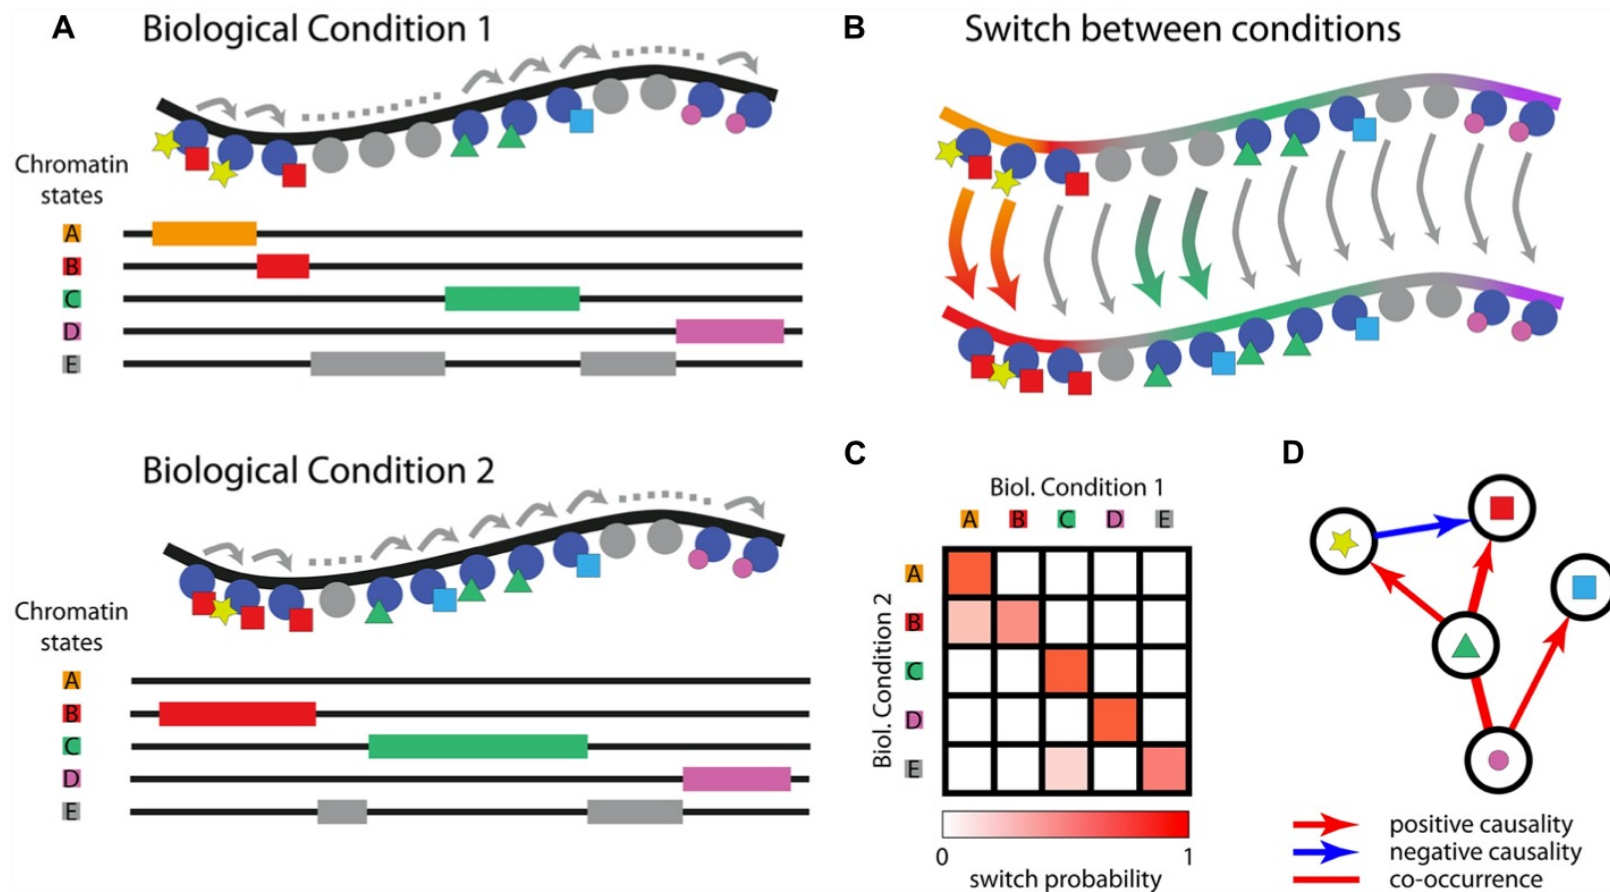 A
Biological Condition 1
Chromatin
states
A
B
C
D
E
Biological Condition 2
Chromatin
states
A
B
C
D
E
B
Switch between conditions
C
Biol. Condition 1
A B C D E
Biol. Condition 2
A
B
C
D
E
0 1
switch probability
D
positive causality
negative causality
co-occurrence